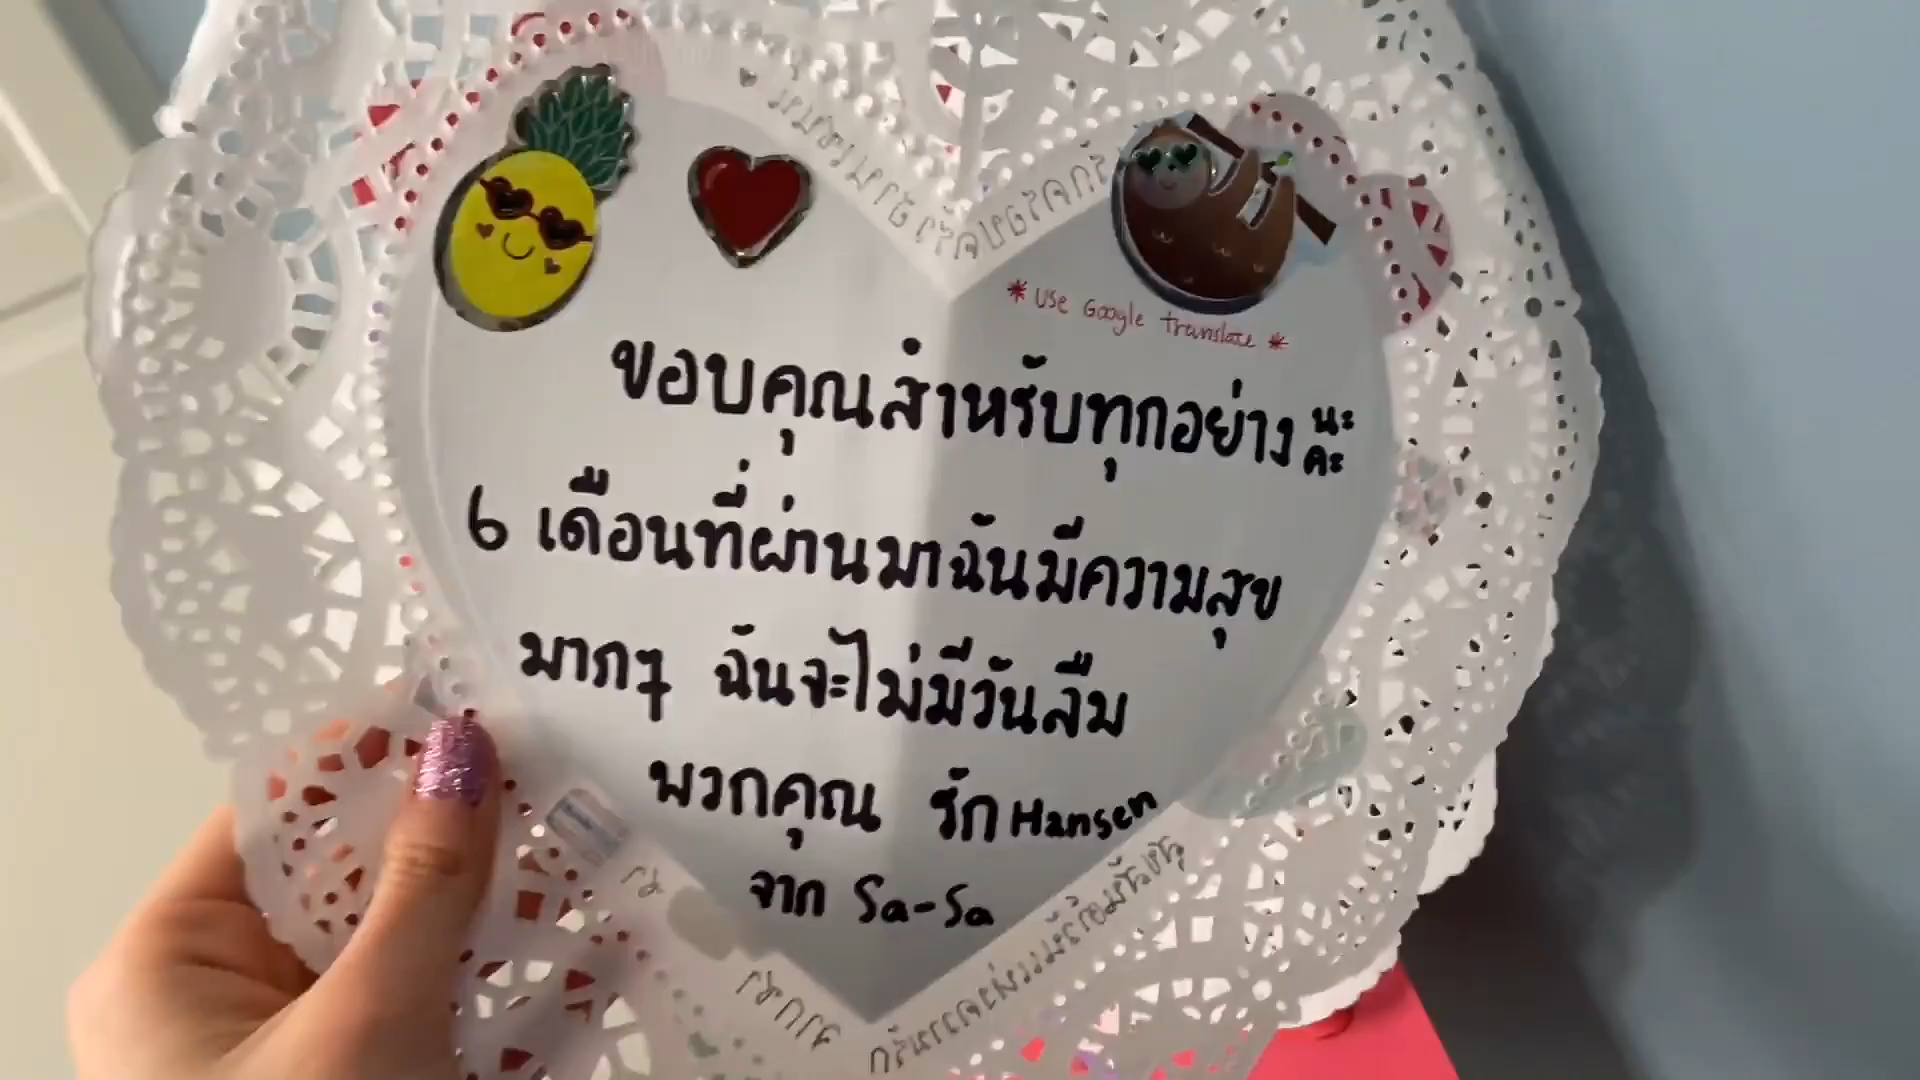 * Use Google translate *
ขอบคุณสำหรับทุกอย่าง นะคะ
6 เดือนที่ผ่านมาฉันมีความสุข
มากๆ ฉันจะไม่มีวันลืม
พวกคุณ รัก Hansen
จาก Sa-Sa